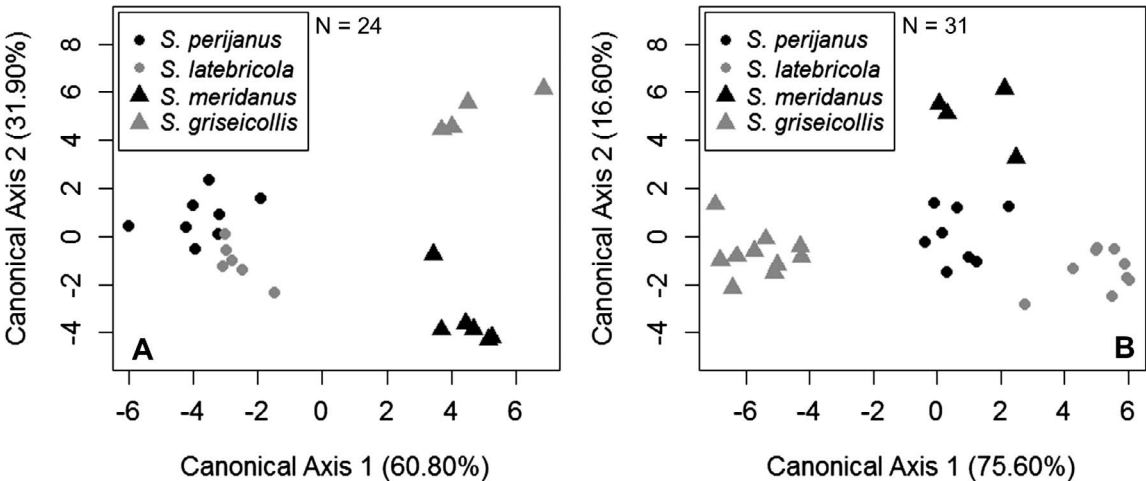 N = 24
S. perijanus
S. latebricola
S. meridanus
S. griseicollis
Canonical Axis 2 (31.90%)
8
6
4
2
0
-2
-4
A
-6 -4 -2 0 2 4 6
Canonical Axis 1 (60.80%)
N = 31
S. perijanus
S. latebricola
S. meridanus
S. griseicollis
Canonical Axis 2 (16.60%)
8
6
4
2
0
-2
-4
B
-6 -4 -2 0 2 4 6
Canonical Axis 1 (75.60%)